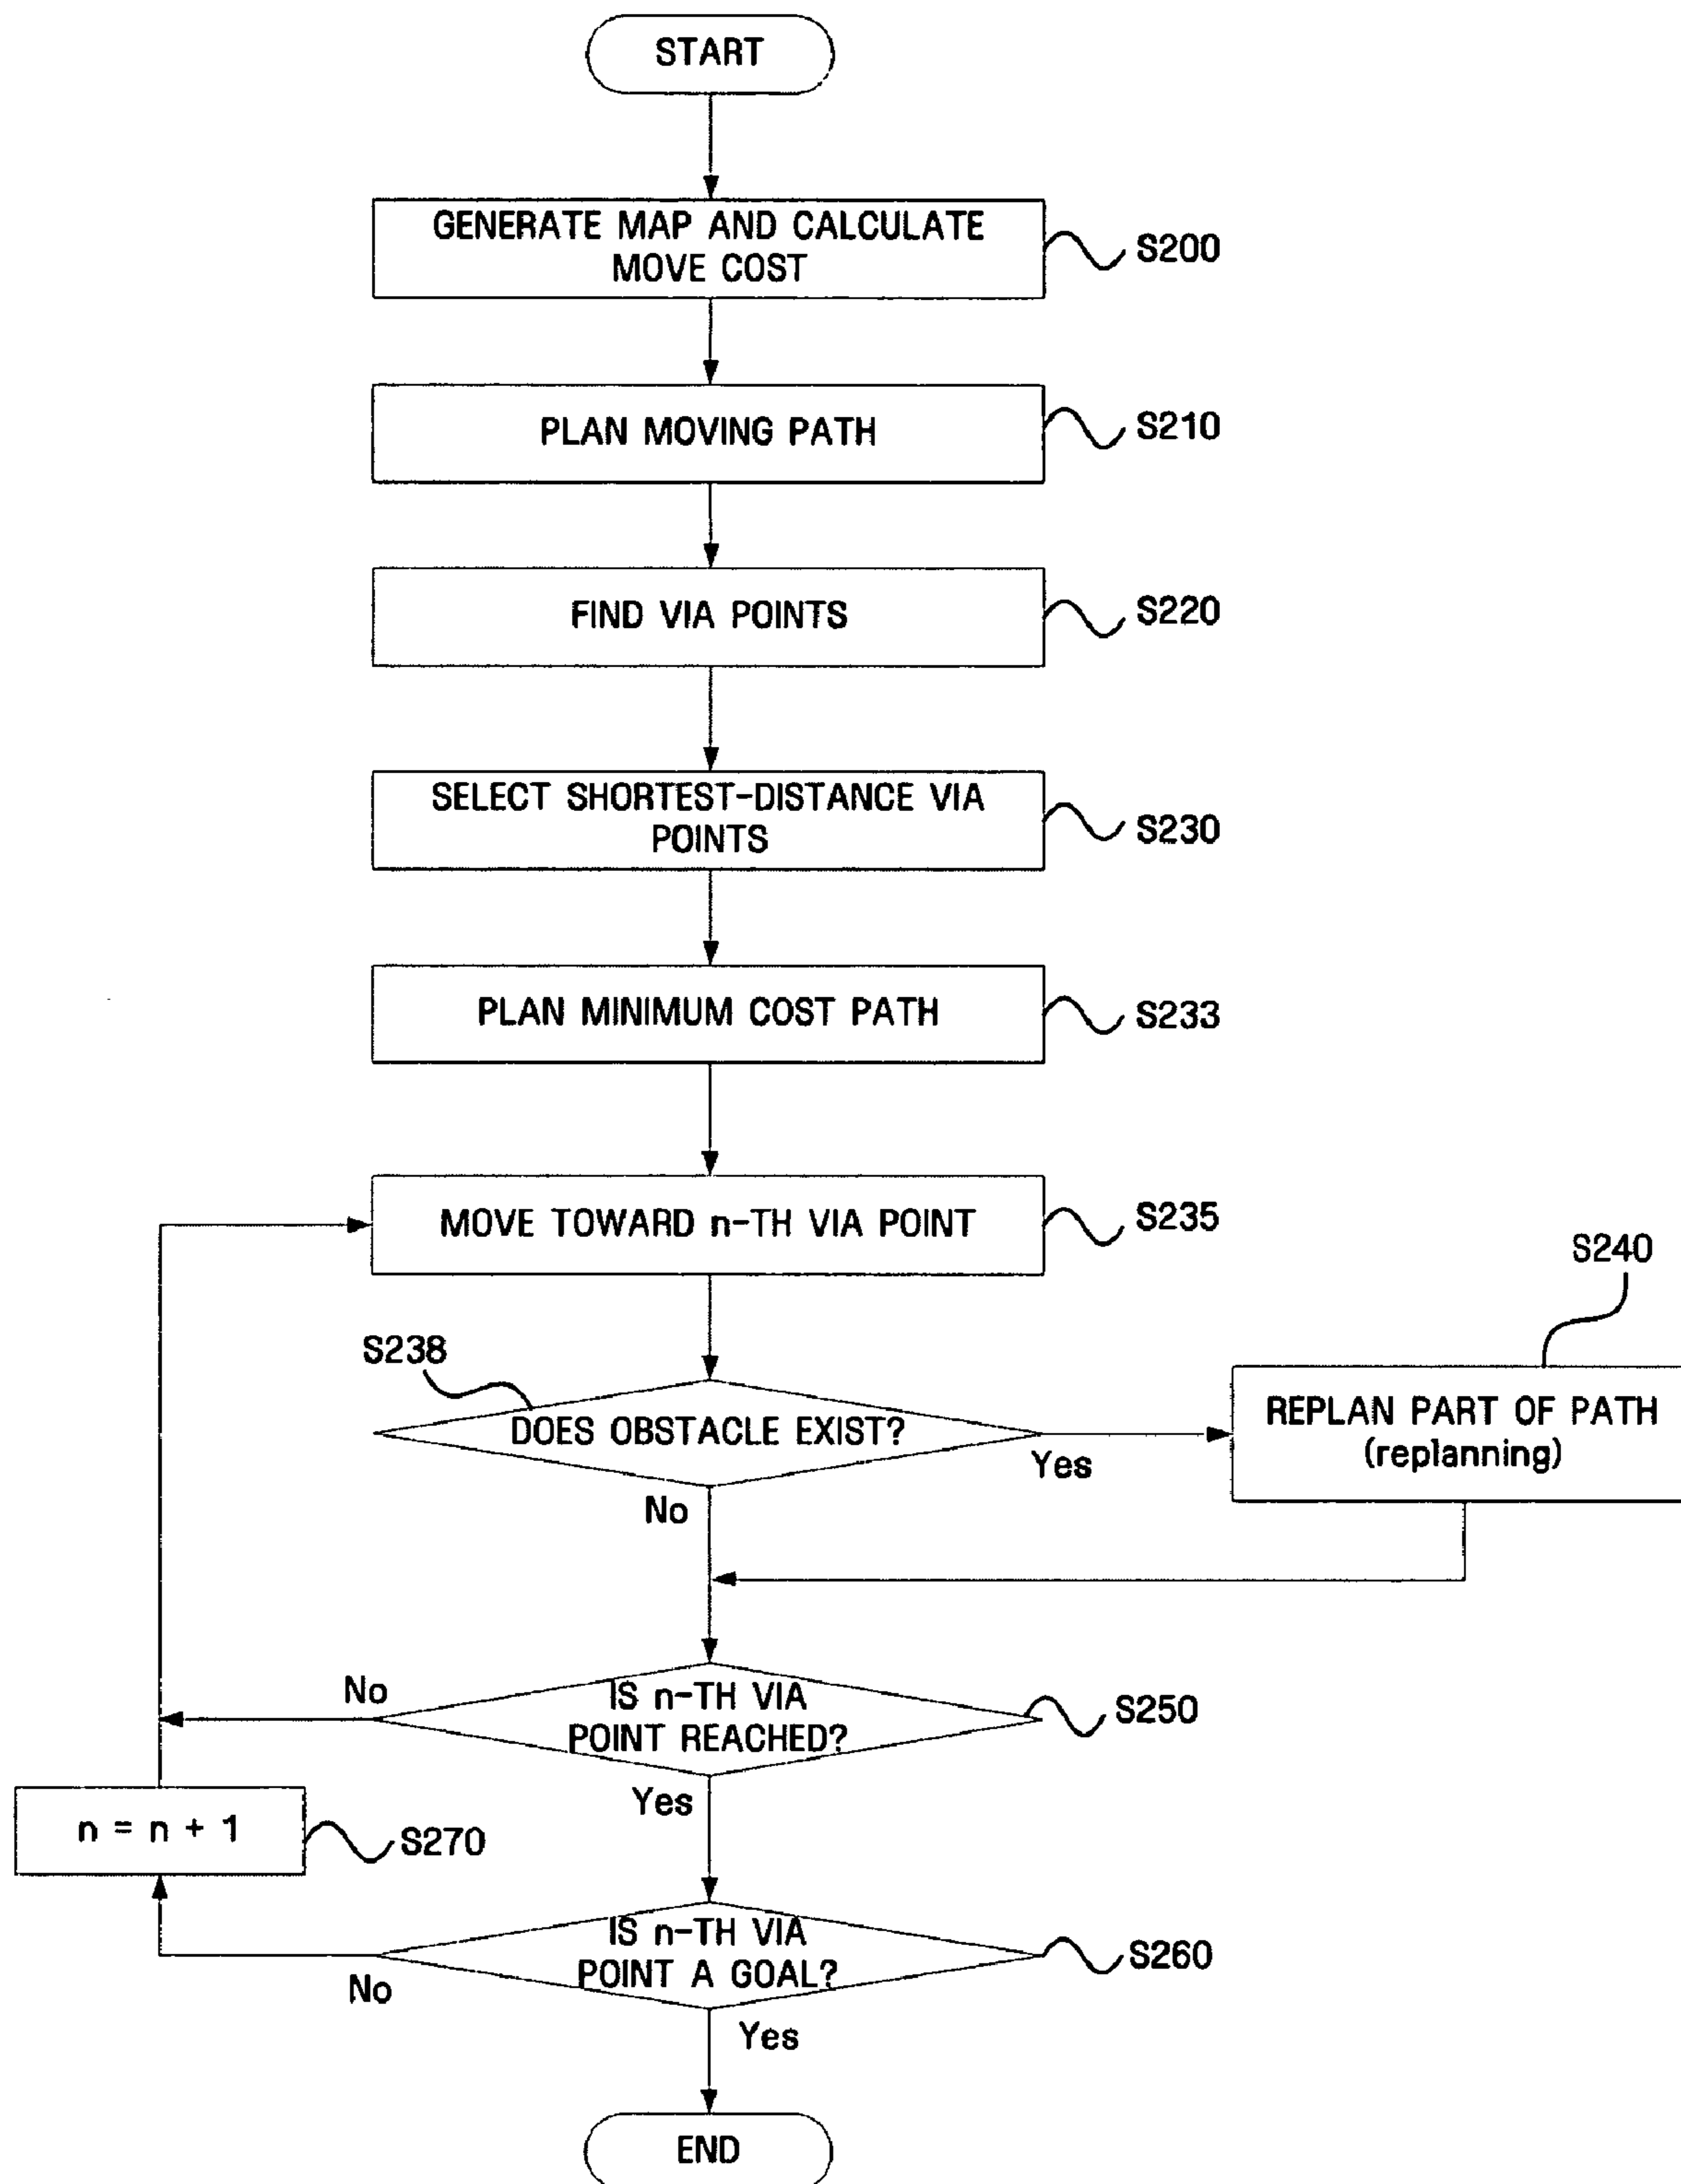 START
GENERATE MAP AND CALCULATE
MOVE COST
S200
PLAN MOVING PATH
S210
FIND VIA POINTS
S220
SELECT SHORTEST-DISTANCE VIA
POINTS
S230
PLAN MINIMUM COST PATH
S233
MOVE TOWARD n-TH VIA POINT
S235
S240
S238
DOES OBSTACLE EXIST?
Yes
REPLAN PART OF PATH
(replanning)
No
No
IS n-TH VIA
POINT REACHED?
S250
Yes
n = n + 1
S270
IS n-TH VIA
POINT A GOAL?
S260
No
Yes
END